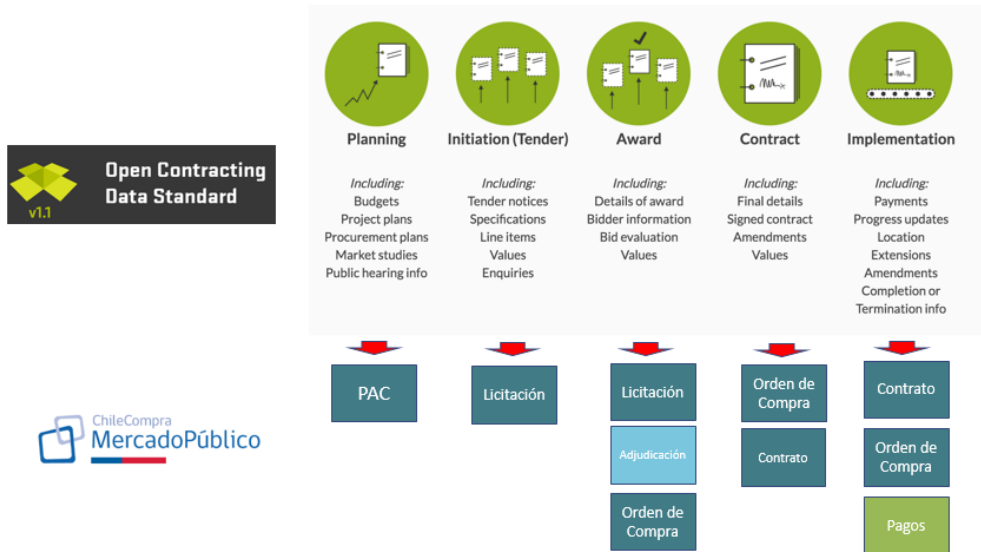 Open Contracting
Data Standard
v1.1
Planning
Including:
Budgets
Project plans
Procurement plans
Market studies
Public hearing info
Initiation (Tender)
Including:
Tender notices
Specifications
Line items
Values
Enquiries
Award
Including:
Details of award
Bidder information
Bid evaluation
Values
Contract
Including:
Final details
Signed contract
Amendments
Values
Implementation
Including:
Payments
Progress updates
Location
Extensions
Amendments
Completion or
Termination info
ChileCompra
MercadoPúblico
PAC
Licitación
Licitación
Adjudicación
Orden de
Compra
Orden de
Compra
Contrato
Contrato
Orden de
Compra
Pagos